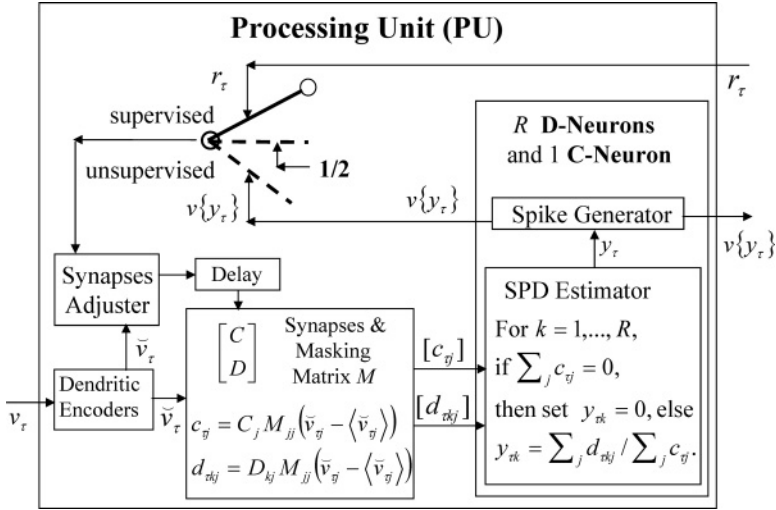 Processing Unit (PU)
r_τ
r_τ
supervised
unsupervised
1/2
v{y_τ}
v{y_τ}
R D-Neurons
and 1 C-Neuron
Spike Generator
v{y_τ}
y_τ
Synapses
Adjuster
Delay
v̆_τ
Dendritic
Encoders
v_τ
v̆_τ
[C
D]
Synapses &
Masking
Matrix M
c_τj = C_j M_jj (v̆_τj − ⟨v̆_τj⟩)
d_τkj = D_kj M_jj (v̆_τj − ⟨v̆_τj⟩)
[c_τj]
[d_τkj]
SPD Estimator
For k = 1,..., R,
if ∑_j c_τj = 0,
then set y_τk = 0, else
y_τk = ∑_j d_τkj / ∑_j c_τj.